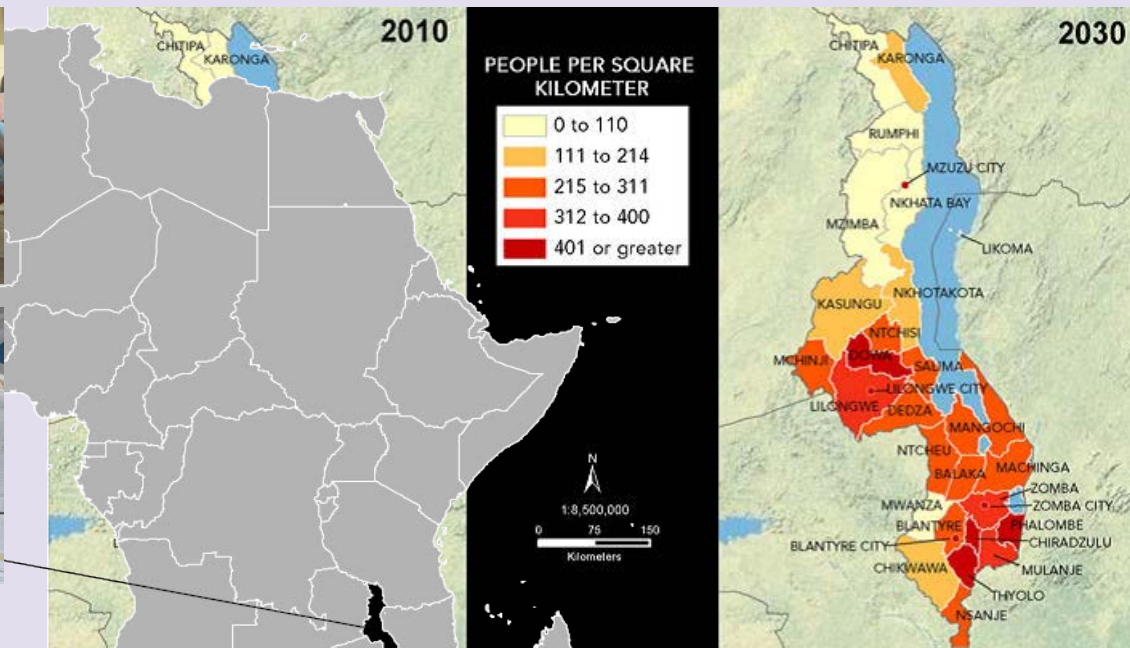 2010
CHITIPA
KARONGA
PEOPLE PER SQUARE
KILOMETER
0 to 110
111 to 214
215 to 311
312 to 400
401 or greater
N
1:8,500,000
0 75 150
Kilometers
2030
CHITIPA
KARONGA
RUMPHI
MZUZU CITY
NKHATA BAY
MZIMBA
LIKOMA
NKHOTAKOTA
KASUNGU
NTCHISI
MCHINJI
DOWA
SALIMA
LILONGWE CITY
LILONGWE
DEDZA
MANGOCHI
NTCHEU
BALAKA
MACHINGA
ZOMBA
MWANZA
ZOMBA CITY
BLANTYRE
PHALOMBE
BLANTYRE CITY
CHIRADZULU
CHIKWAWA
MULANJE
THYOLO
NSANJE